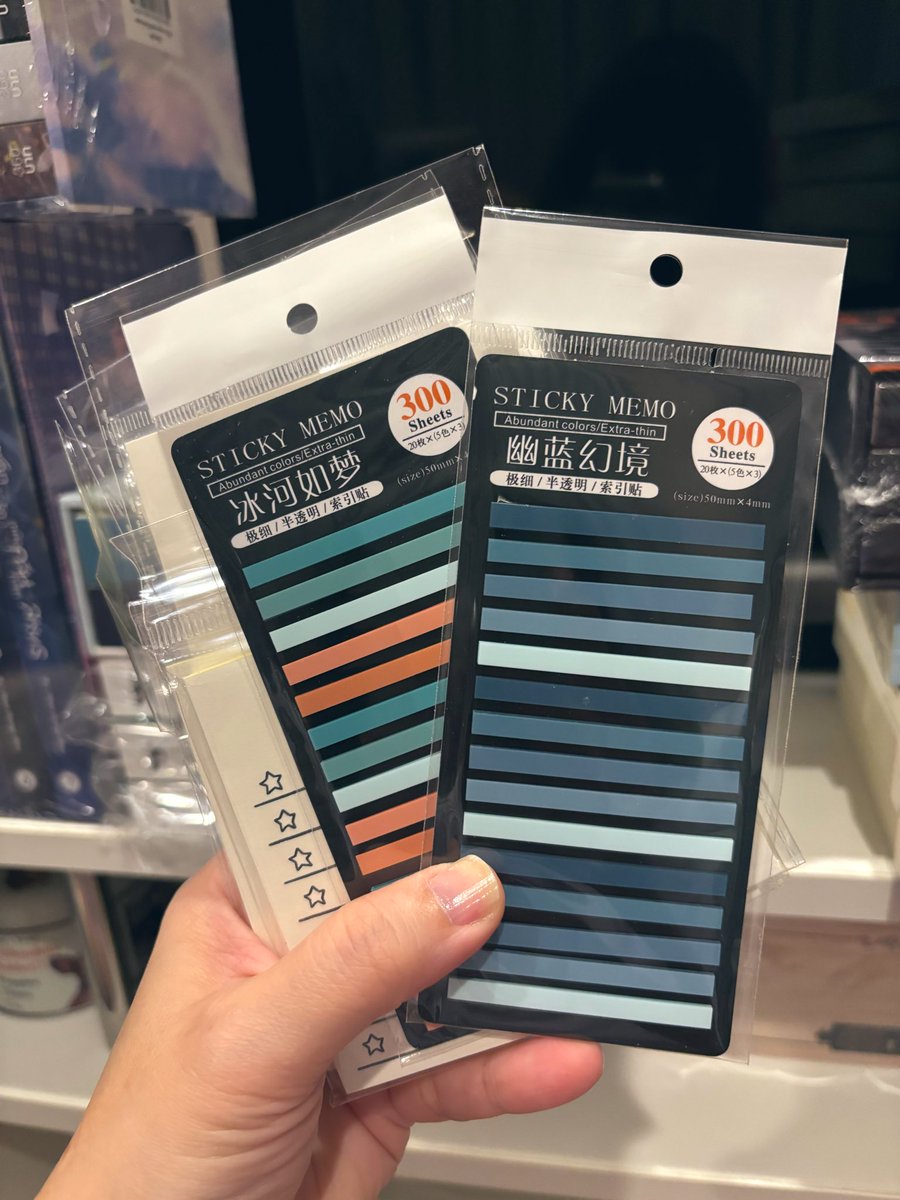 STICKY MEMO
Abundant colors/Extra-thin
冰河如梦
极细/半透明/索引贴
300
Sheets
20枚×(5色×3)
(size)50mm×4
STICKY MEMO
Abundant colors/Extra-thin
幽蓝幻境
极细/半透明/索引贴
300
Sheets
20枚×(5色×3)
(size)50mm×4mm